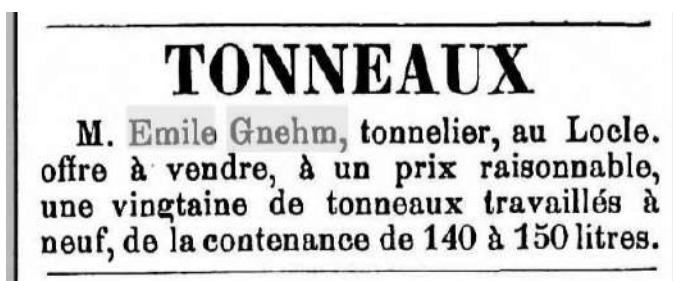 TONNEAUX
M. Emile Gnehm, tonnelier, au Locle.
offre à vendre, à un prix raisonnable,
une vingtaine de tonneaux travaillés à
neuf, de la contenance de 140 à 150 litres.